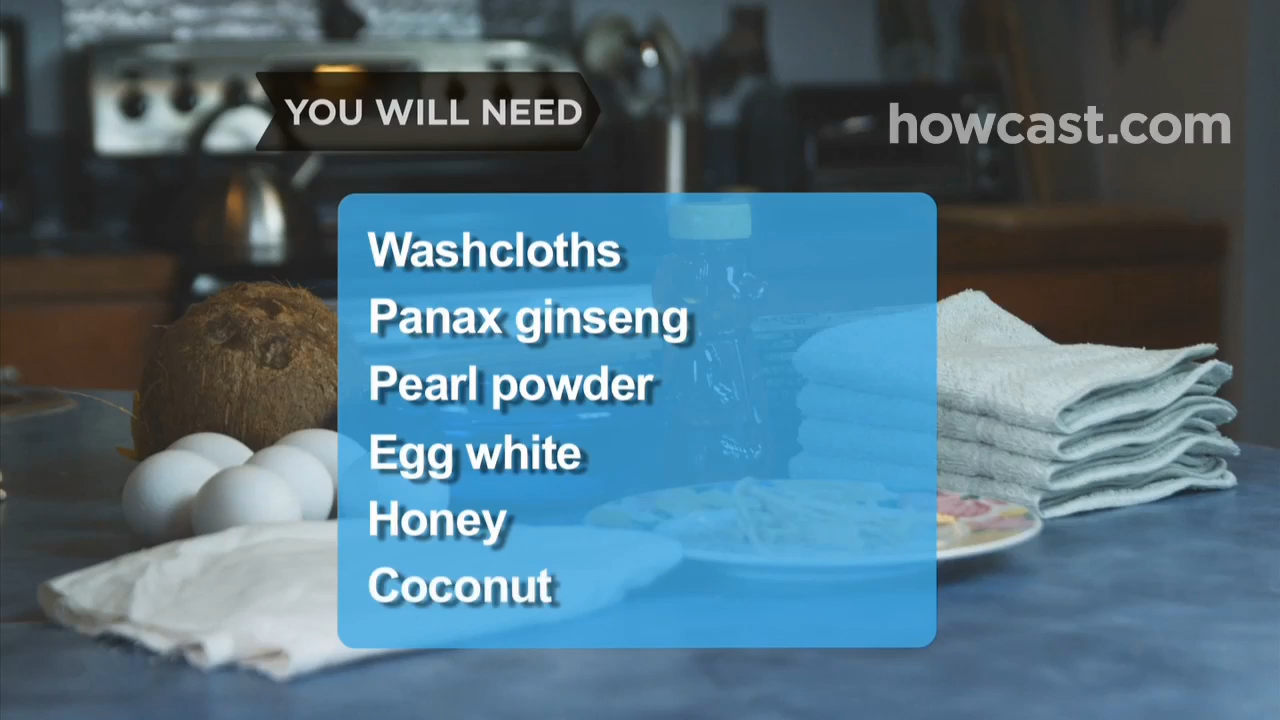 YOU WILL NEED
howcast.com
Washcloths
Panax ginseng
Pearl powder
Egg white
Honey
Coconut